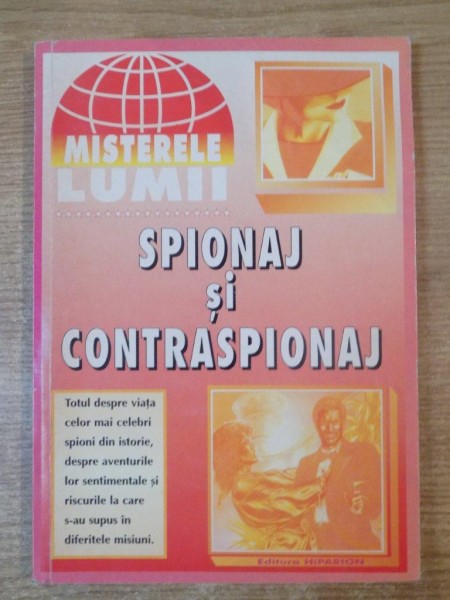 MISTERELE
LUMII
SPIONAJ
și
CONTRASPIONAJ
Totul despre viața
celor mai celebri
spioni din istorie,
despre aventurile
lor sentimentale și
riscurile la care
s-au supus în
diferitele misiuni.
Editura HIPARION